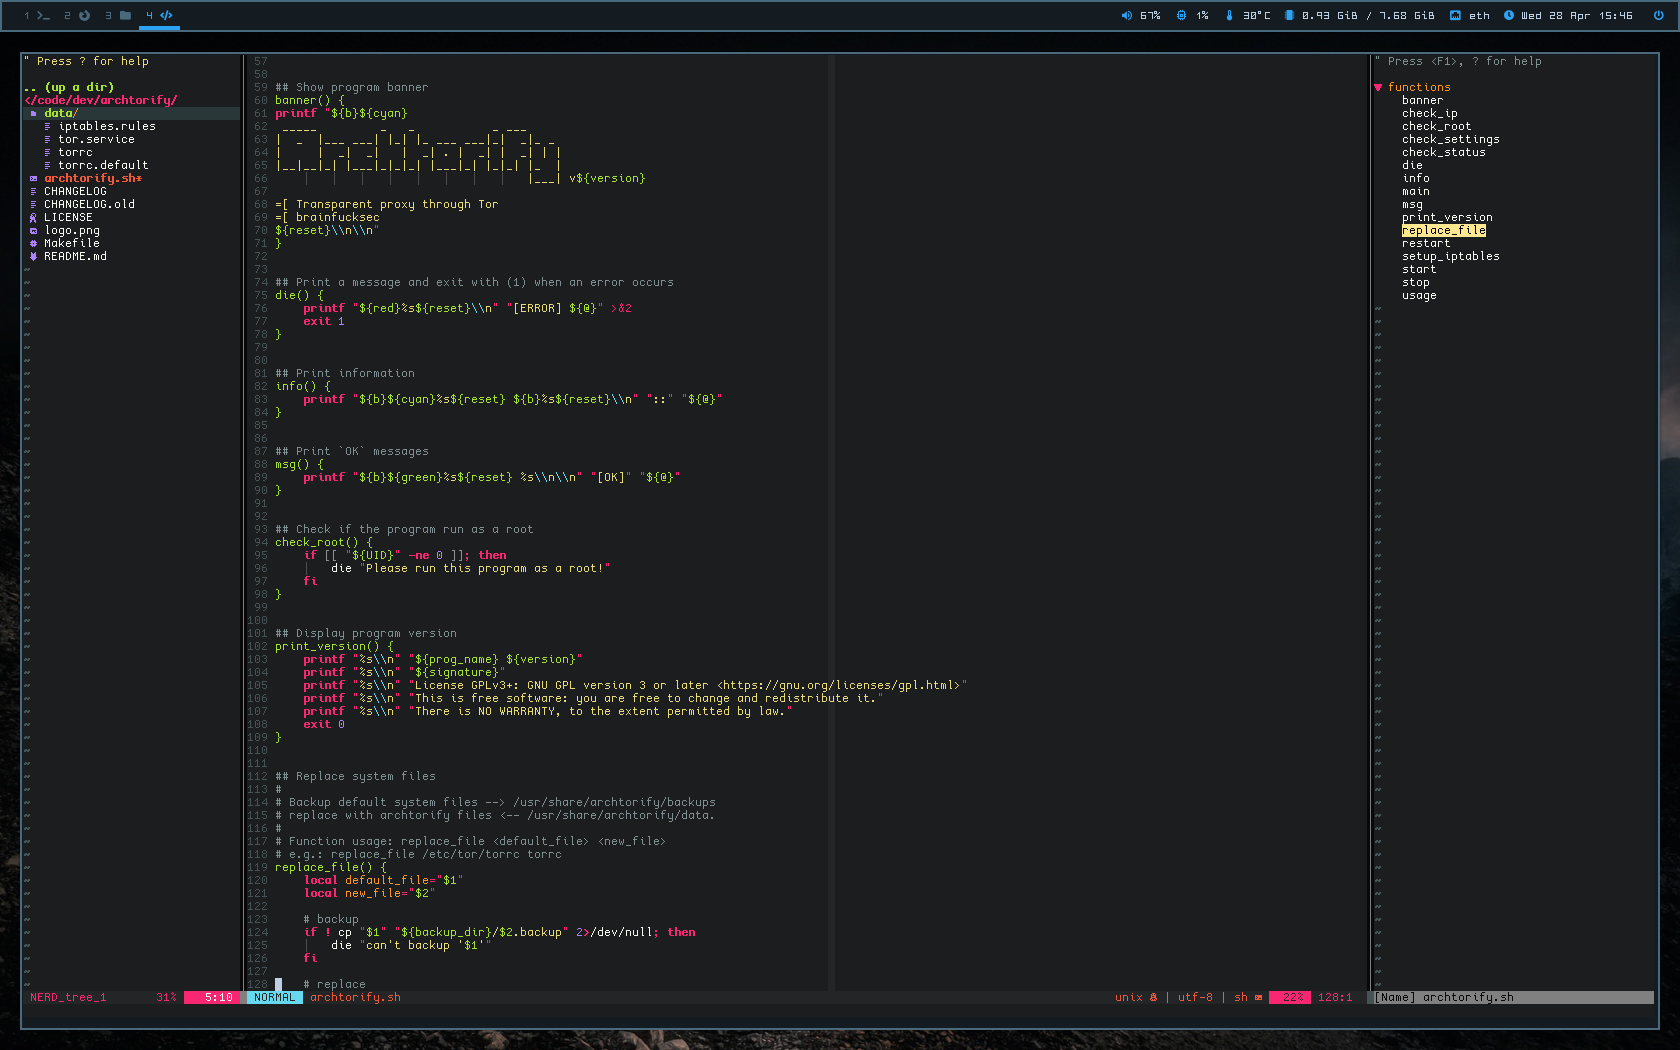 1 2 3 4
67% 1% 30°C 0.93 GiB / 7.68 GiB eth Wed 28 Apr 15:46
" Press ? for help
.. (up a dir)
</code/dev/archtorify/
data/
iptables.rules
tor.service
torrc
torrc.default
archtorify.sh*
CHANGELOG
CHANGELOG.old
LICENSE
logo.png
Makefile
README.md
NERD_tree_1 31% 5:10
57
58
59 ## Show program banner
60 banner() {
61 printf "${b}${cyan}
62  _____         _   _           _ ___
63 |  _  |___ ___| |_| |_ ___ ___|_|  _|_ _
64 |     |  _|  _|   |  _| . |  _| |  _| | |
65 |__|__|_| |___|_|_|_| |___|_| |_|_| |_  |
66                                     |___| v${version}
67
68 =[ Transparent proxy through Tor
69 =[ brainfucksec
70 ${reset}\\n\\n"
71 }
72
73
74 ## Print a message and exit with (1) when an error occurs
75 die() {
76     printf "${red}%s${reset}\\n" "[ERROR] ${@}" >&2
77     exit 1
78 }
79
80
81 ## Print information
82 info() {
83     printf "${b}${cyan}%s${reset} ${b}%s${reset}\\n" "::" "${@}"
84 }
85
86
87 ## Print `OK` messages
88 msg() {
89     printf "${b}${green}%s${reset} %s\\n\\n" "[OK]" "${@}"
90 }
91
92
93 ## Check if the program run as a root
94 check_root() {
95     if [[ "${UID}" -ne 0 ]]; then
96         die "Please run this program as a root!"
97     fi
98 }
99
100
101 ## Display program version
102 print_version() {
103     printf "%s\\n" "${prog_name} ${version}"
104     printf "%s\\n" "${signature}"
105     printf "%s\\n" "License GPLv3+: GNU GPL version 3 or later <https://gnu.org/licenses/gpl.html>"
106     printf "%s\\n" "This is free software: you are free to change and redistribute it."
107     printf "%s\\n" "There is NO WARRANTY, to the extent permitted by law."
108     exit 0
109 }
110
111
112 ## Replace system files
113 #
114 # Backup default system files --> /usr/share/archtorify/backups
115 # replace with archtorify files <-- /usr/share/archtorify/data.
116 #
117 # Function usage: replace_file <default_file> <new_file>
118 # e.g.: replace_file /etc/tor/torrc torrc
119 replace_file() {
120     local default_file="$1"
121     local new_file="$2"
122
123     # backup
124     if ! cp "$1" "${backup_dir}/$2.backup" 2>/dev/null; then
125         die "can't backup '$1'"
126     fi
127
128     # replace
NORMAL archtorify.sh unix | utf-8 | sh 22% 128:1
" Press <F1>, ? for help
▼ functions
banner
check_ip
check_root
check_settings
check_status
die
info
main
msg
print_version
replace_file
restart
setup_iptables
start
stop
usage
[Name] archtorify.sh